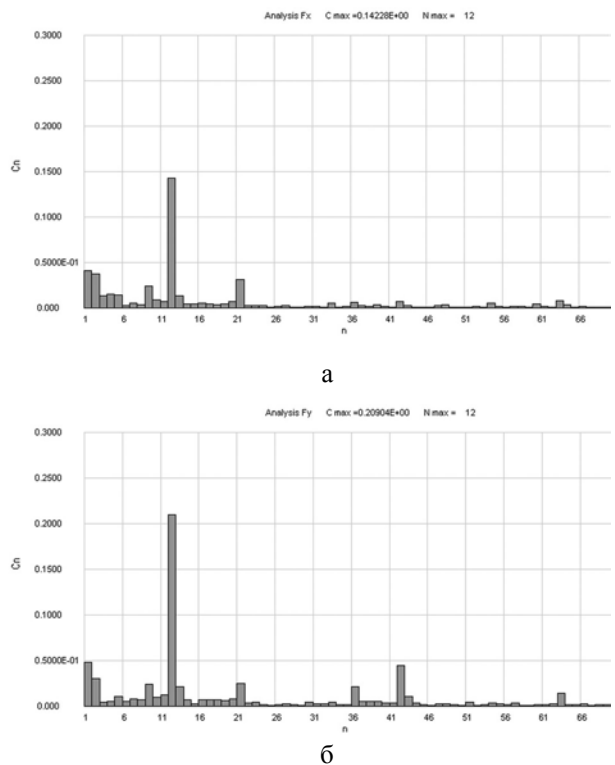 Analysis Fx C max =0.14228E+00 N max = 12
0.3000
0.2500
0.2000
Cn
0.1500
0.1000
0.5000E-01
0.000
1 6 11 16 21 26 31 36 41 46 51 56 61 66
n
а
Analysis Fy C max =0.20904E+00 N max = 12
0.3000
0.2500
0.2000
Cn
0.1500
0.1000
0.5000E-01
0.000
1 6 11 16 21 26 31 36 41 46 51 56 61 66
n
б